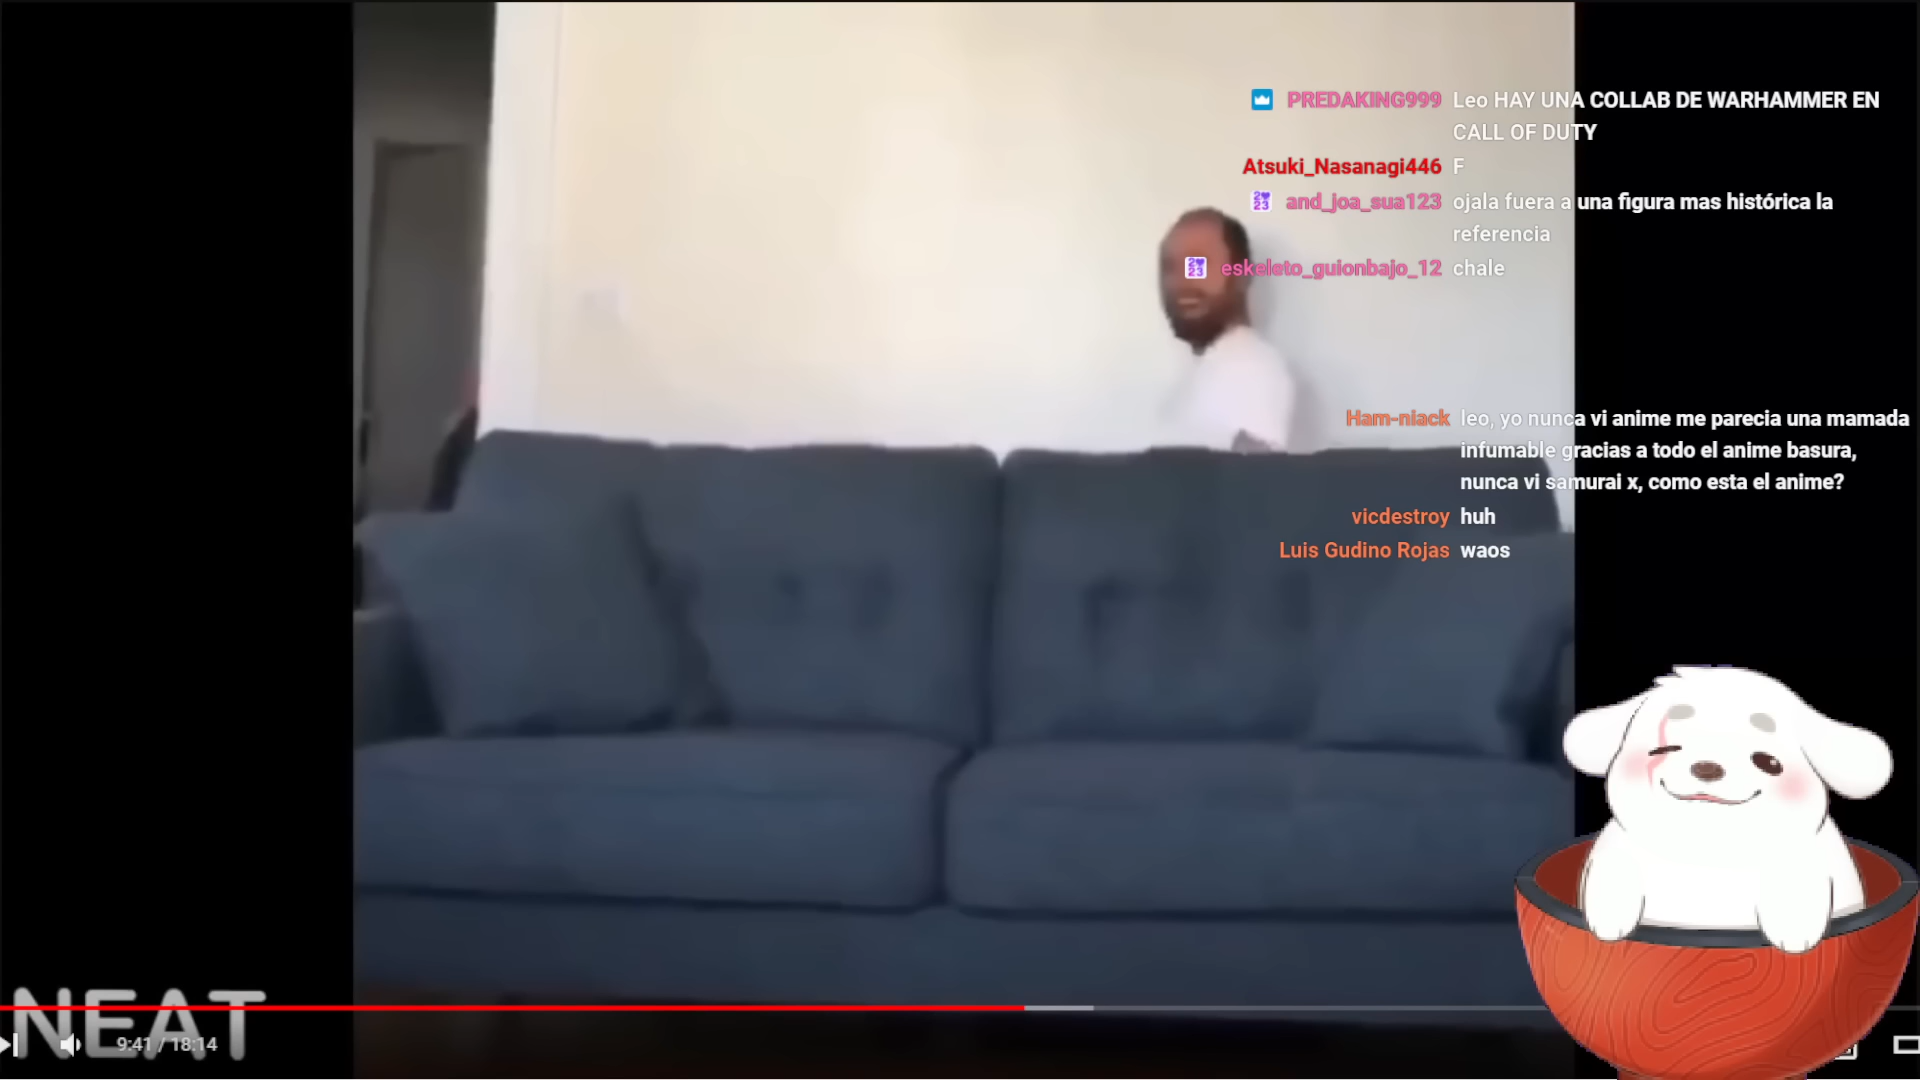 PREDAKING999 Leo HAY UNA COLLAB DE WARHAMMER EN
CALL OF DUTY
Atsuki_Nasanagi446 F
and_joa_sua123 ojala fuera a una figura mas histórica la
referencia
eskeleto_guionbajo_12 chale
Ham-niack leo, yo nunca vi anime me parecia una mamada
infumable gracias a todo el anime basura,
nunca vi samurai x, como esta el anime?
vicdestroy huh
Luis Gudino Rojas waos
NEAT
9:41 / 18:14